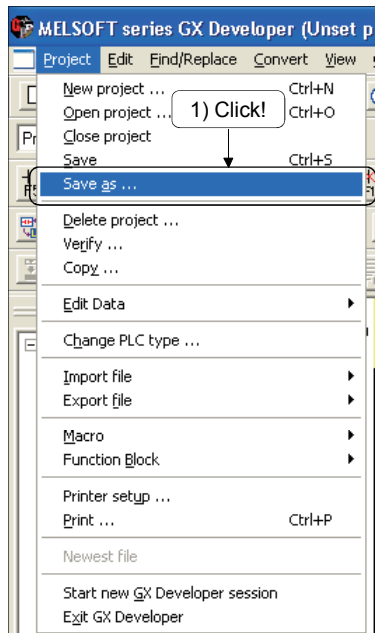 MELSOFT series GX Developer (Unset p
Project Edit Find/Replace Convert View
New project ... Ctrl+N
1) Click!
Open project ... Ctrl+O
Close project
Save Ctrl+S
Save as ...
Delete project ...
Verify ...
Copy ...
Edit Data
Change PLC type ...
Import file
Export file
Macro
Function Block
Printer setup ...
Print ... Ctrl+P
Newest file
Start new GX Developer session
Exit GX Developer